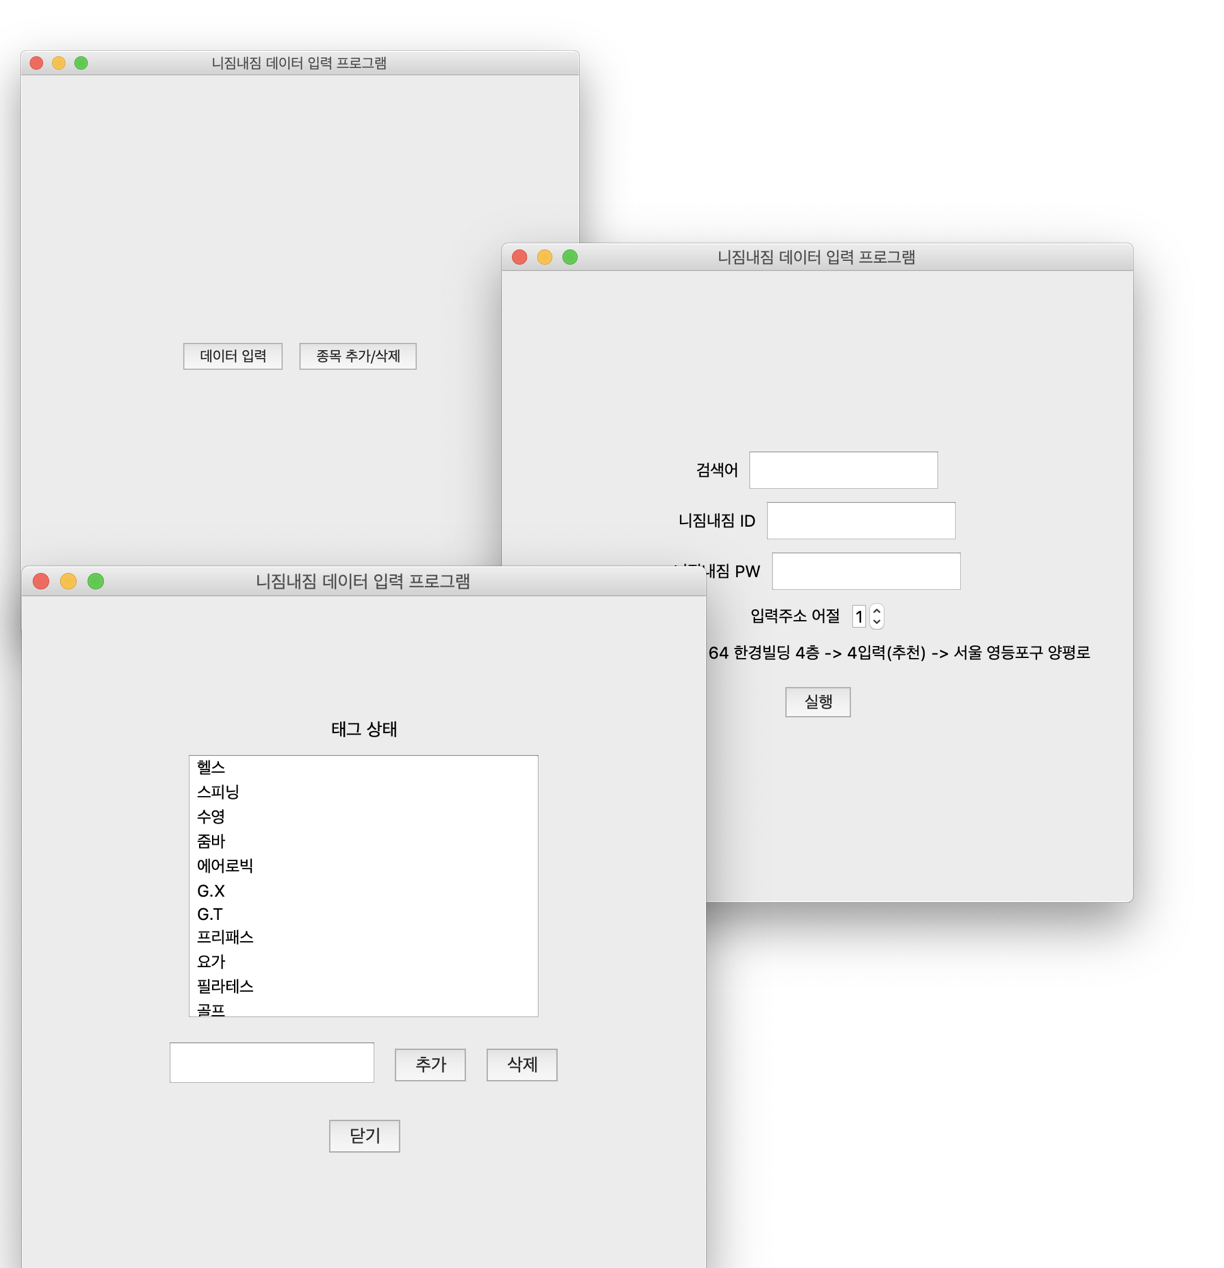 니짐내짐 데이터 입력 프로그램
데이터 입력 종목 추가/삭제
니짐내짐 데이터 입력 프로그램
검색어
니짐내짐 ID
내짐 PW
입력주소 어절 1
64 한경빌딩 4층 -> 4입력(추천) -> 서울 영등포구 양평로
실행
니짐내짐 데이터 입력 프로그램
태그 상태
헬스
스피닝
수영
줌바
에어로빅
G.X
G.T
프리패스
요가
필라테스
골프
추가 삭제
닫기